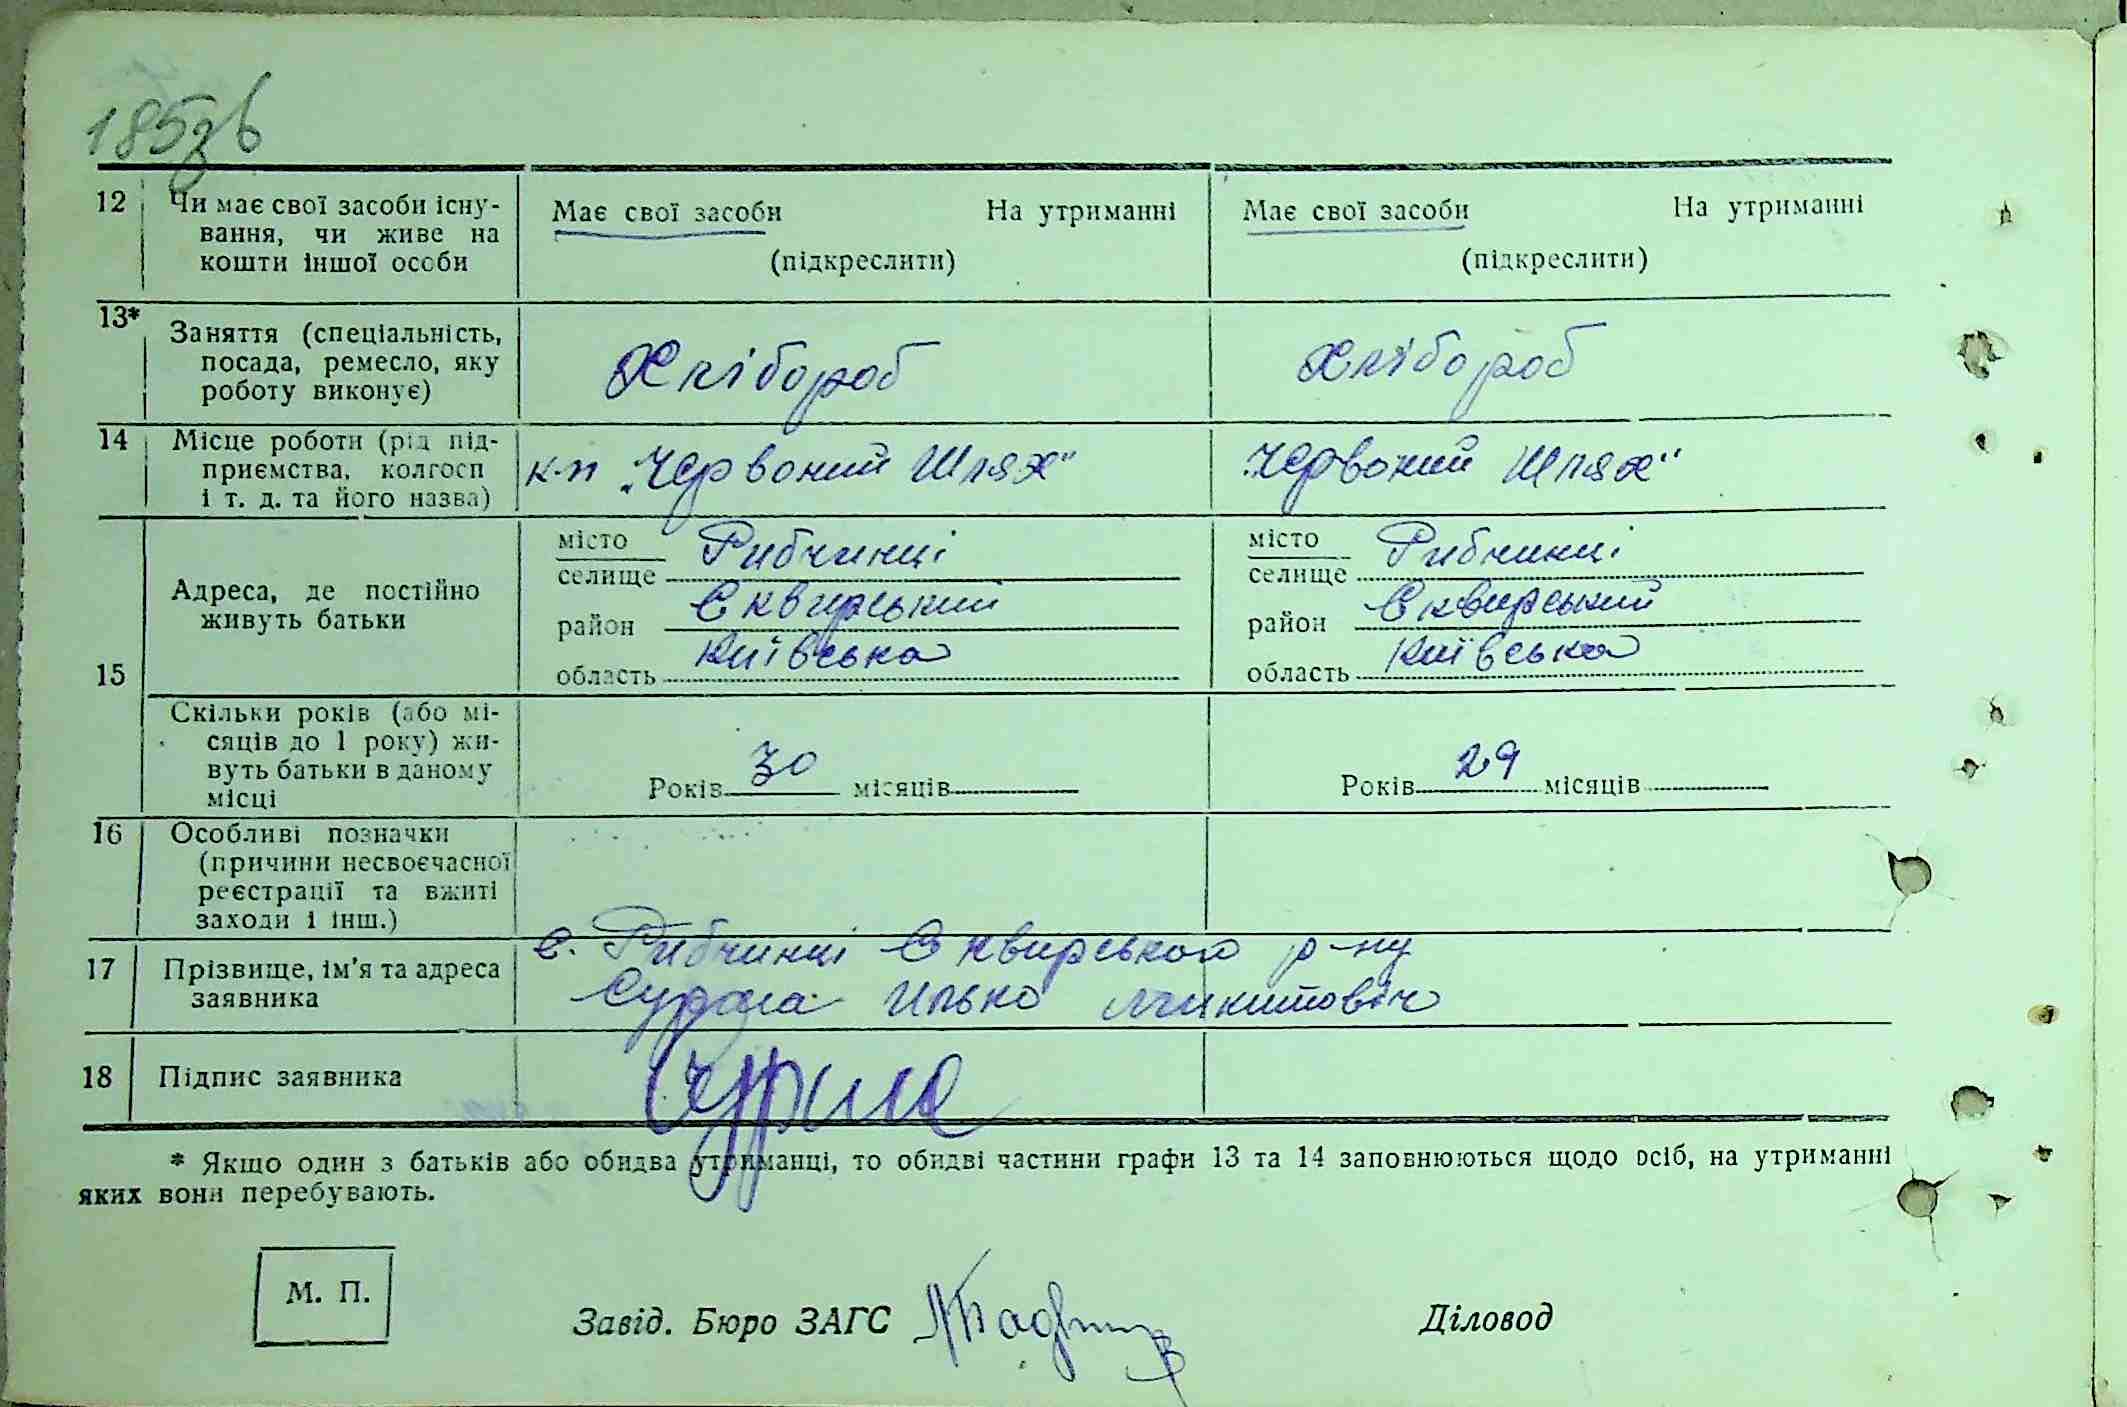 185зв
12 Чи має свої засоби існу- Має свої засоби На утриманні Має свої засоби На утриманні
вання, чи живе на
кошти іншої особи (підкреслити) (підкреслити)
13* Заняття (спеціальність,
посада, ремесло, яку Хлібороб Хлібороб
роботу виконує)
14 Місце роботи (рід під-
приємства, колгосп к-п „Червоний Шлях" Червоний Шлях"
і т. д. та його назва)
15 Адреса, де постійно
живуть батьки
місто
селище Рибчинці
район Сквирський
область Київська
місто
селище Рибчинці
район Сквирський
область Київська
Скільки років (або мі-
сяців до 1 року) жи-
вуть батьки в даному Років 30 місяців Років 29 місяців
місці
16 Особливі позначки
(причини несвоєчасної
реєстрації та вжиті
заходи і інш.)
17 Прізвище, ім'я та адреса с. Рибчинці Сквирського р-ну
заявника Ілько Микитович
18 Підпис заявника
* Якщо один з батьків або обидва утриманці, то обидві частини графи 13 та 14 заповнюються щодо осіб, на утриманні
яких вони перебувають.
М. П.
Завід. Бюро ЗАГС Діловод